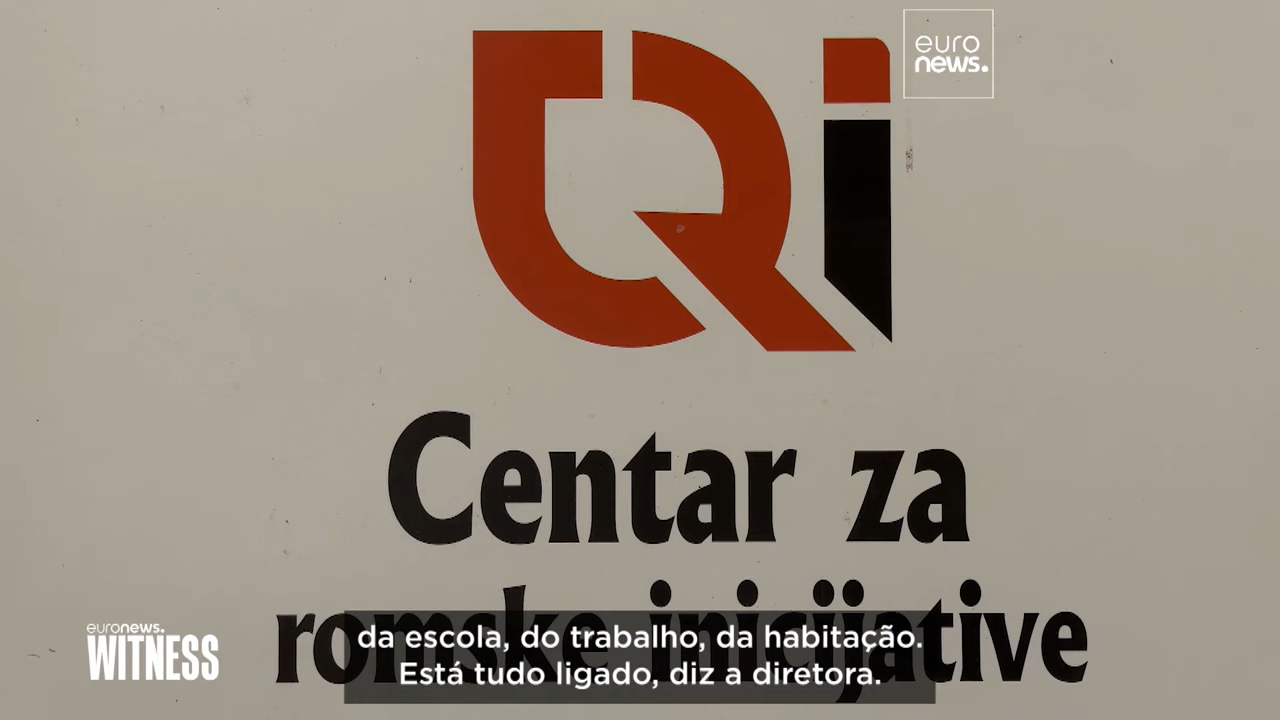 CRi
euro
news.
Centar za
romske inicijative
euronews.
WITNESS
da escola, do trabalho, da habitação.
Está tudo ligado, diz a diretora.